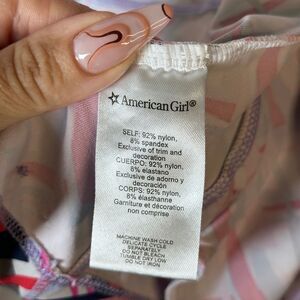 American Girl®
SELF: 92% nylon,
8% spandex
Exclusive of trim and
decoration
CUERPO: 92% nylon,
8% elastano
Exclusive de adorno y
decoración
CORPS: 92% nylon,
8% élasthanne
Garniture et décoration
non comprise
MACHINE WASH COLD
DELICATE CYCLE
SEPARATELY
DO NOT BLEACH
TUMBLE DRY LOW
DO NOT IRON